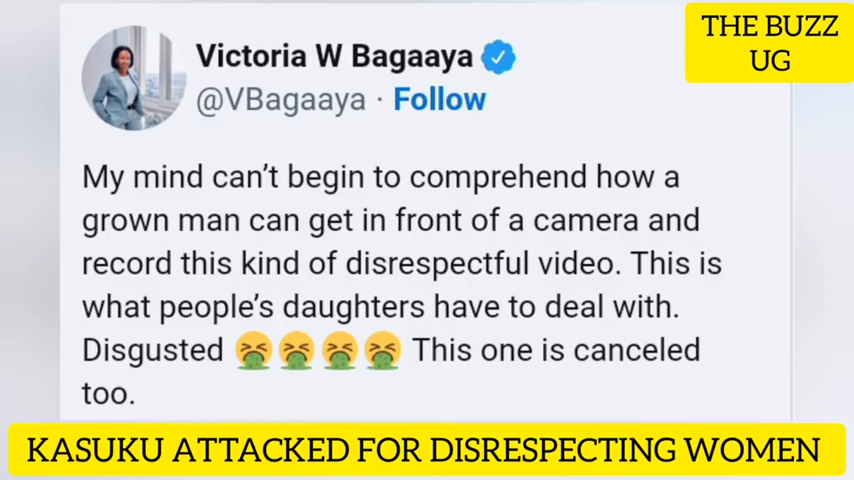 THE BUZZ
UG
Victoria W Bagaaya
@VBagaaya · Follow
My mind can’t begin to comprehend how a
grown man can get in front of a camera and
record this kind of disrespectful video. This is
what people’s daughters have to deal with.
Disgusted 🤮🤮🤮🤮 This one is canceled
too.
KASUKU ATTACKED FOR DISRESPECTING WOMEN